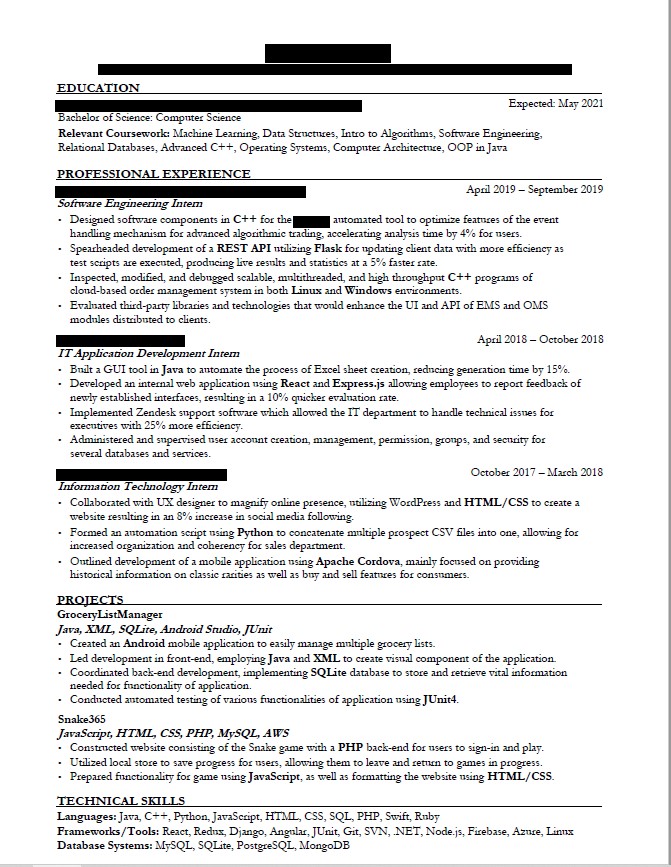 EDUCATION
Expected: May 2021
Bachelor of Science: Computer Science
Relevant Coursework: Machine Learning, Data Structures, Intro to Algorithms, Software Engineering,
Relational Databases, Advanced C++, Operating Systems, Computer Architecture, OOP in Java
PROFESSIONAL EXPERIENCE
April 2019 – September 2019
Software Engineering Intern
• Designed software components in C++ for the automated tool to optimize features of the event
handling mechanism for advanced algorithmic trading, accelerating analysis time by 4% for users.
• Spearheaded development of a REST API utilizing Flask for updating client data with more efficiency as
test scripts are executed, producing live results and statistics at a 5% faster rate.
• Inspected, modified, and debugged scalable, multithreaded, and high throughput C++ programs of
cloud-based order management system in both Linux and Windows environments.
• Evaluated third-party libraries and technologies that would enhance the UI and API of EMS and OMS
modules distributed to clients.
April 2018 – October 2018
IT Application Development Intern
• Built a GUI tool in Java to automate the process of Excel sheet creation, reducing generation time by 15%.
• Developed an internal web application using React and Express.js allowing employees to report feedback of
newly established interfaces, resulting in a 10% quicker evaluation rate.
• Implemented Zendesk support software which allowed the IT department to handle technical issues for
executives with 25% more efficiency.
• Administered and supervised user account creation, management, permission, groups, and security for
several databases and services.
October 2017 – March 2018
Information Technology Intern
• Collaborated with UX designer to magnify online presence, utilizing WordPress and HTML/CSS to create a
website resulting in an 8% increase in social media following.
• Formed an automation script using Python to concatenate multiple prospect CSV files into one, allowing for
increased organization and coherency for sales department.
• Outlined development of a mobile application using Apache Cordova, mainly focused on providing
historical information on classic rarities as well as buy and sell features for consumers.
PROJECTS
GroceryListManager
Java, XML, SQLite, Android Studio, JUnit
• Created an Android mobile application to easily manage multiple grocery lists.
• Led development in front-end, employing Java and XML to create visual component of the application.
• Coordinated back-end development, implementing SQLite database to store and retrieve vital information
needed for functionality of application.
• Conducted automated testing of various functionalities of application using JUnit4.
Snake365
JavaScript, HTML, CSS, PHP, MySQL, AWS
• Constructed website consisting of the Snake game with a PHP back-end for users to sign-in and play.
• Utilized local store to save progress for users, allowing them to leave and return to games in progress.
• Prepared functionality for game using JavaScript, as well as formatting the website using HTML/CSS.
TECHNICAL SKILLS
Languages: Java, C++, Python, JavaScript, HTML, CSS, SQL, PHP, Swift, Ruby
Frameworks/Tools: React, Redux, Django, Angular, JUnit, Git, SVN, .NET, Node.js, Firebase, Azure, Linux
Database Systems: MySQL, SQLite, PostgreSQL, MongoDB